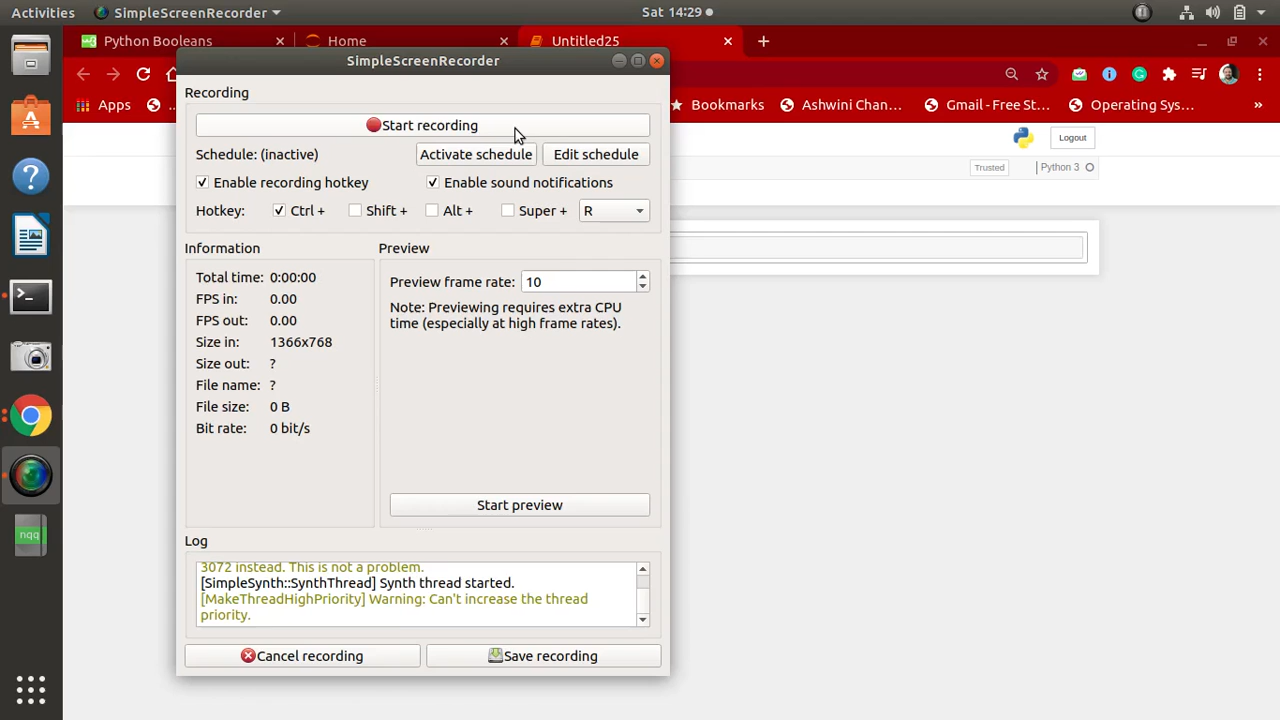 Activities
SimpleScreenRecorder
Sat 14:29
Python Booleans
Home
Untitled25
SimpleScreenRecorder
Apps
...
Bookmarks
Ashwini Chan...
Gmail - Free St...
Operating Sys...
»
Recording
Start recording
Schedule: (inactive)
Activate schedule
Edit schedule
Enable recording hotkey
Enable sound notifications
Hotkey:
Ctrl +
Shift +
Alt +
Super +
R
Logout
Trusted
Python 3
Information
Total time: 0:00:00
FPS in: 0.00
FPS out: 0.00
Size in: 1366x768
Size out: ?
File name: ?
File size: 0 B
Bit rate: 0 bit/s
Preview
Preview frame rate: 10
Note: Previewing requires extra CPU
time (especially at high frame rates).
Start preview
Log
3072 instead. This is not a problem.
[SimpleSynth::SynthThread] Synth thread started.
[MakeThreadHighPriority] Warning: Can't increase the thread
priority.
Cancel recording
Save recording
nqq